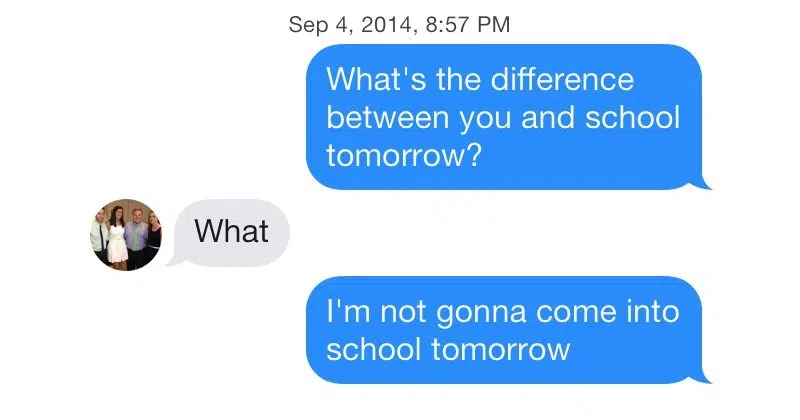 Sep 4, 2014, 8:57 PM
What's the difference
between you and school
tomorrow?
What
I'm not gonna come into
school tomorrow